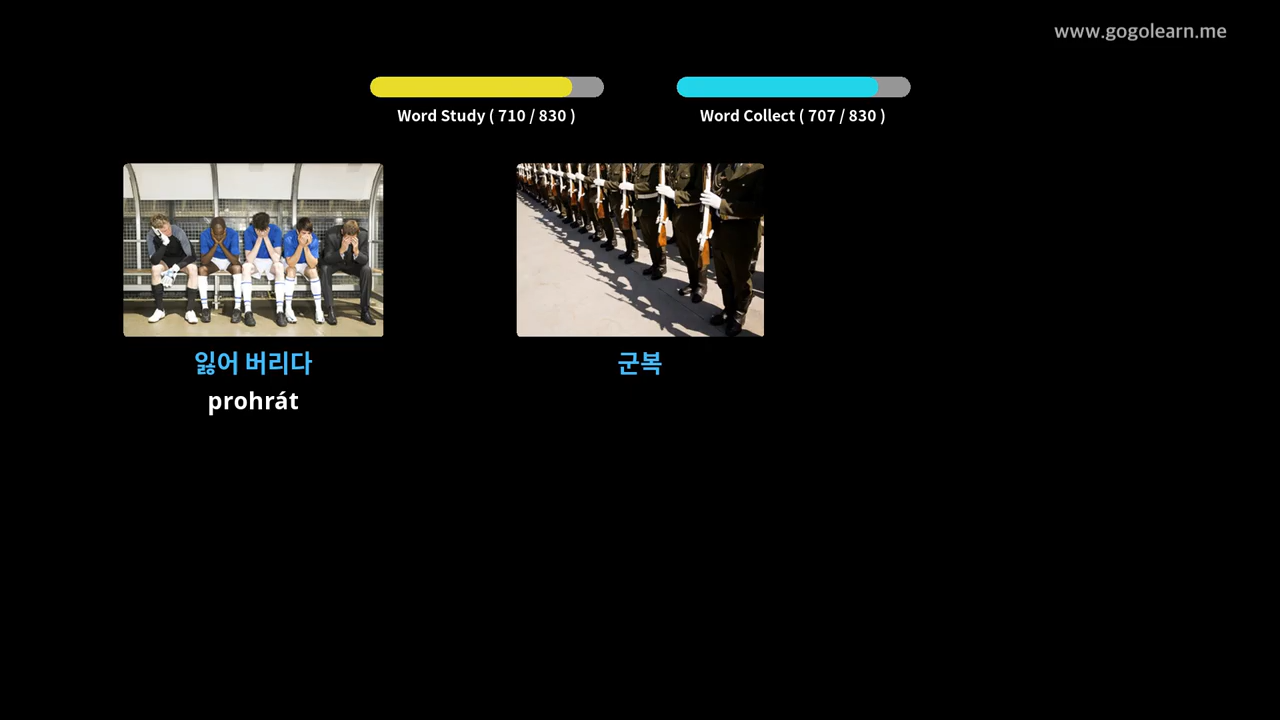 www.gogolearn.me
Word Study ( 710 / 830 )
Word Collect ( 707 / 830 )
잃어 버리다
prohrát
군복